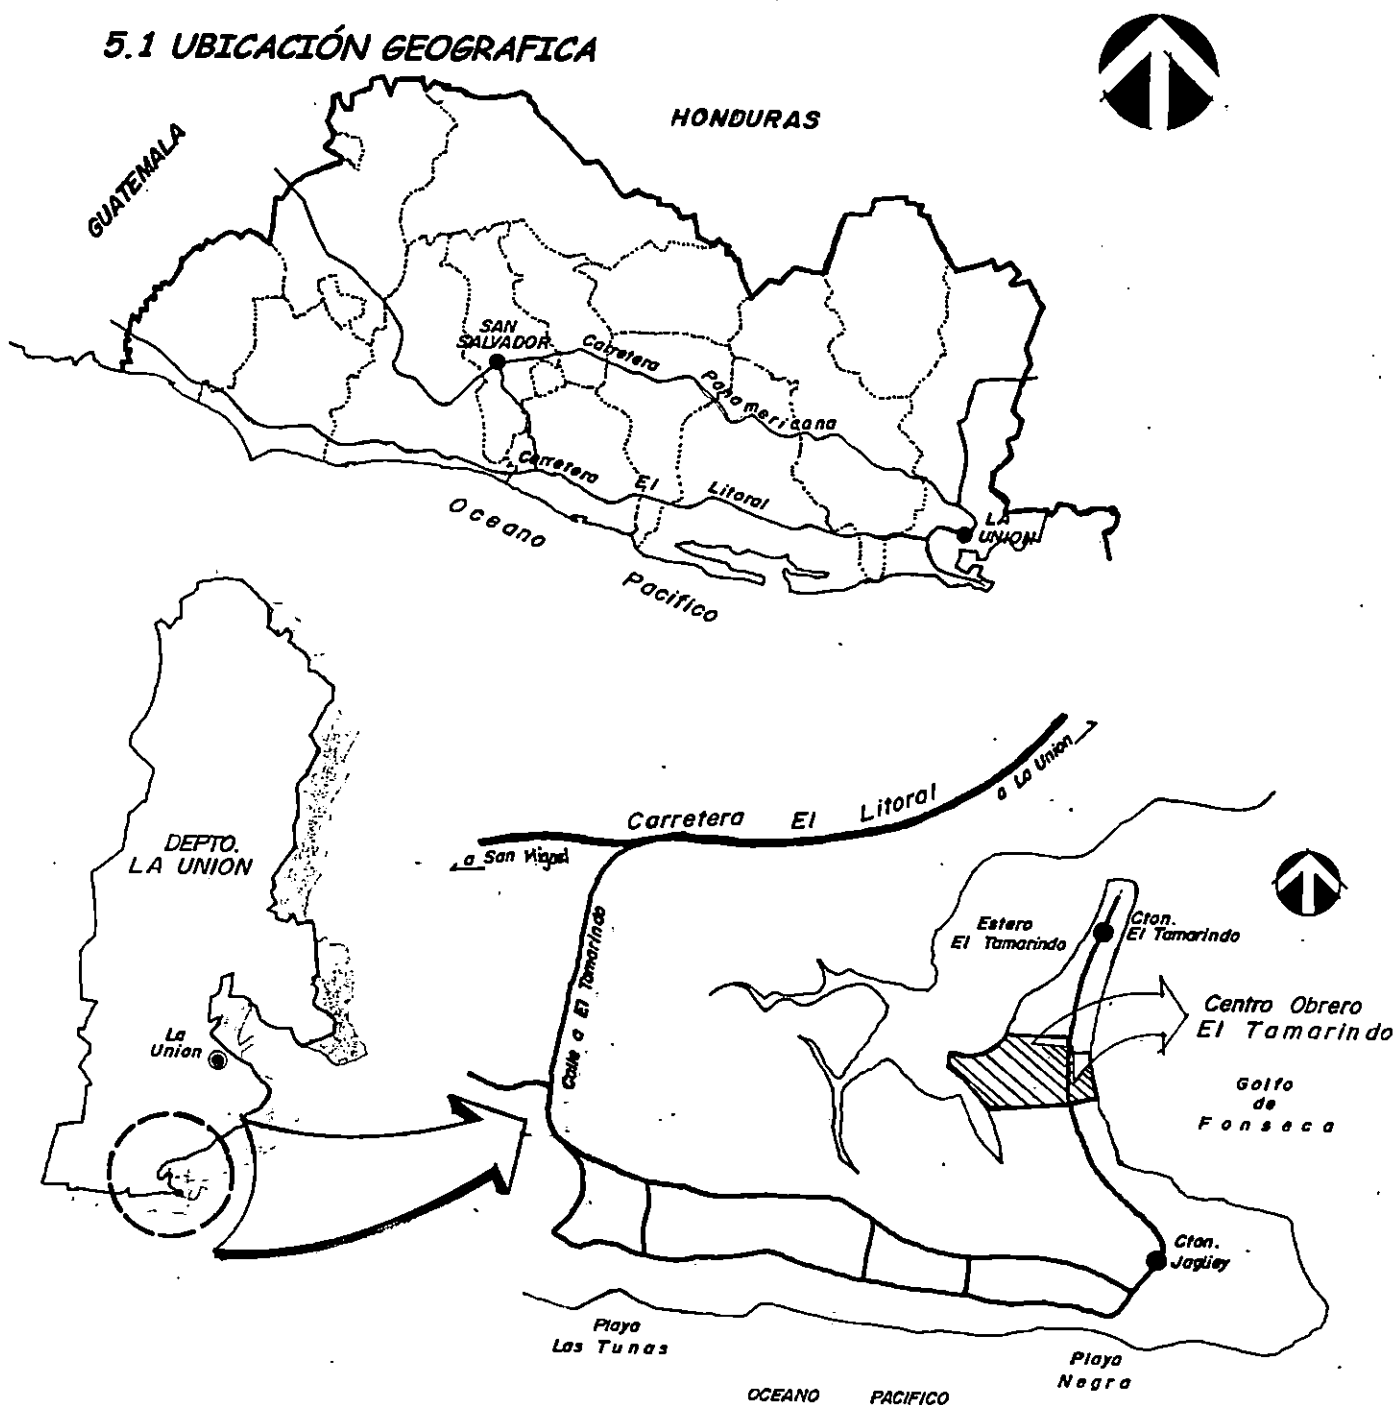 5.1 UBICACIÓN GEOGRAFICA
HONDURAS
GUATEMALA
SAN
SALVADOR
Carretera Panamericana
Carretera El Litoral
LA
UNION
Oceano
Pacifico
DEPTO.
LA UNION
La
Union
Carretera El Litoral
a La Union
a San Miguel
Calle a El Tamarindo
Estero
El Tamarindo
Cton.
El Tamarindo
Centro Obrero
El Tamarindo
Golfo
de
Fonseca
Cton.
Jagüey
Playa
Las Tunas
Playa
Negra
OCEANO PACIFICO